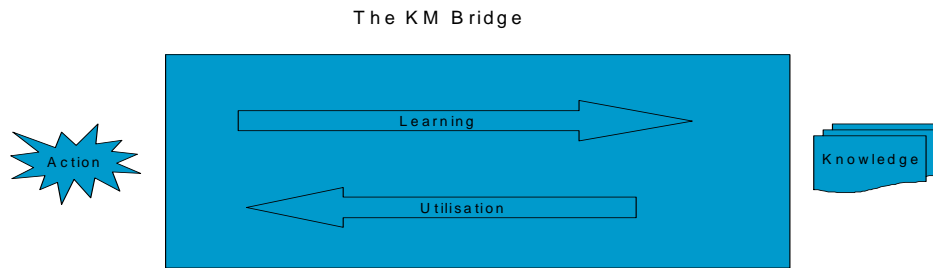 The KM Bridge
Learning
Action
Knowledge
Utilisation